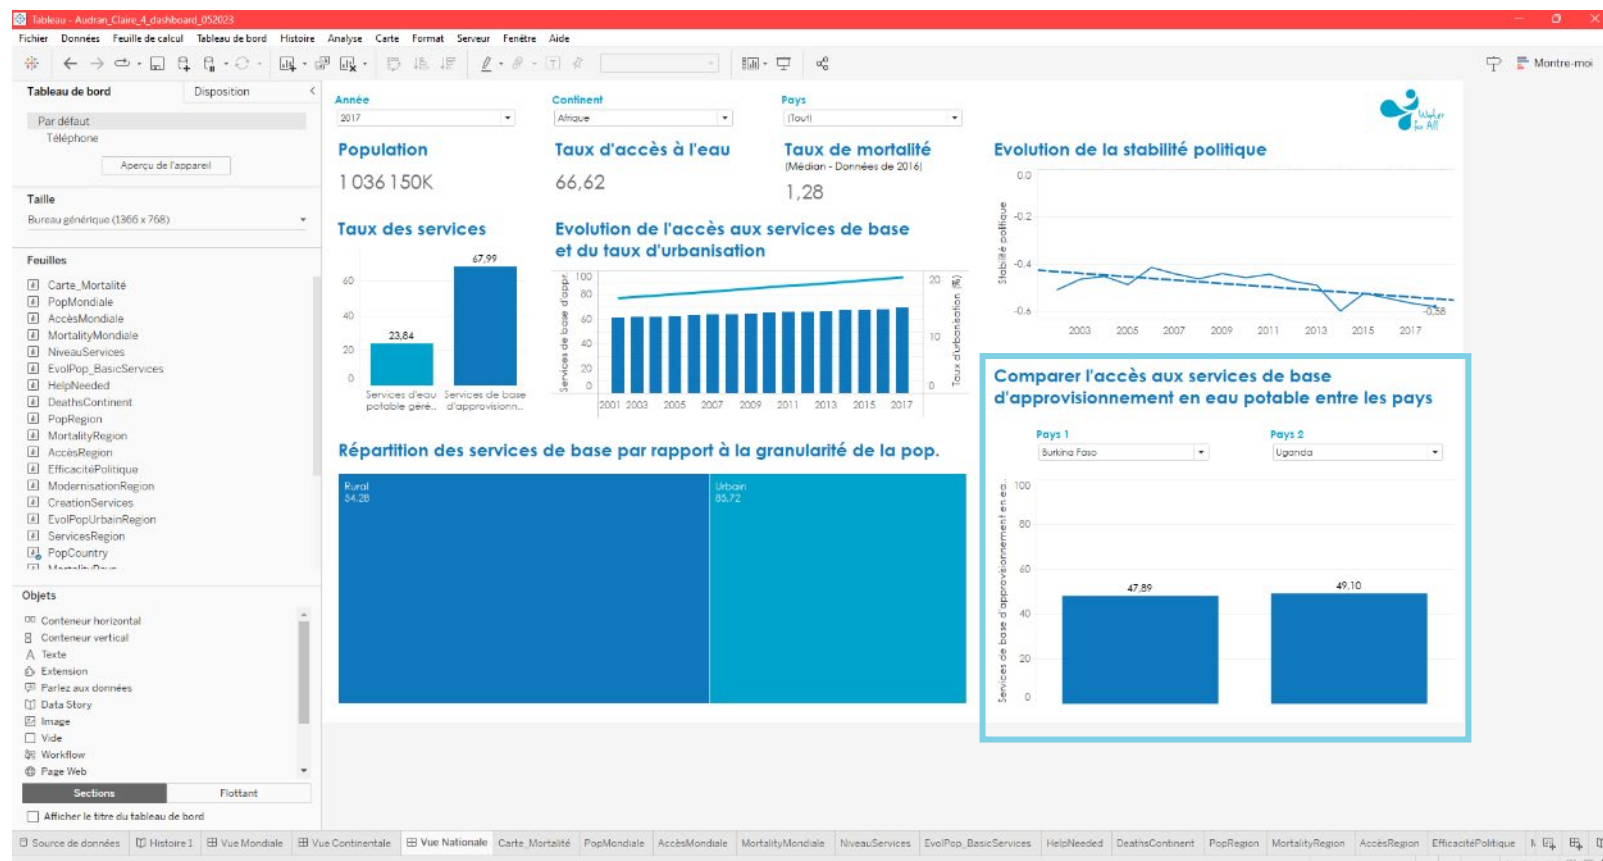 Tableau - Audran_Claire_4_dashboard_052023
Fichier Données Feuille de calcul Tableau de bord Histoire Analyse Carte Format Serveur Fenêtre Aide
Montre-moi
Tableau de bord
Disposition
Par défaut
Téléphone
Aperçu de l'appareil
Taille
Bureau générique (1366 x 768)
Feuilles
Carte_Mortalité
PopMondiale
AccèsMondiale
MortalityMondiale
NiveauServices
EvolPop_BasicServices
HelpNeeded
DeathsContinent
PopRegion
MortalityRegion
AccèsRegion
EfficacitéPolitique
ModernisationRegion
CreationServices
EvolPopUrbainRegion
ServicesRegion
PopCountry
Objets
Conteneur horizontal
Conteneur vertical
Texte
Extension
Parlez aux données
Data Story
Image
Vide
Workflow
Page Web
Sections
Flottant
Afficher le titre du tableau de bord
Année
2017
Continent
Afrique
Pays
(Tout)
Water for All
Population
1 036 150K
Taux d'accès à l'eau
66,62
Taux de mortalité
(Médian - Données de 2016)
1,28
Evolution de la stabilité politique
Stabilité politique
0.0
-0.2
-0.4
-0.6
-0,58
2003 2005 2007 2009 2011 2013 2015 2017
Taux des services
60
40
20
0
23,84
67,99
Services d'eau potable géré..
Services de base d'approvisionn..
Evolution de l'accès aux services de base
et du taux d'urbanisation
Services de base d'appr.
100
80
60
40
20
0
20
10
0
Taux d'urbanisation (%)
2001 2003 2005 2007 2009 2011 2013 2015 2017
Répartition des services de base par rapport à la granularité de la pop.
Rural
54,28
Urbain
85,72
Comparer l'accès aux services de base
d'approvisionnement en eau potable entre les pays
Pays 1
Burkina Faso
Pays 2
Uganda
Services de base d'approvisionnement en ea..
100
80
60
40
20
0
47,89
49,10
Source de données Histoire 1 Vue Mondiale Vue Continentale Vue Nationale Carte_Mortalité PopMondiale AccèsMondiale MortalityMondiale NiveauServices EvolPop_BasicServices HelpNeeded DeathsContinent PopRegion MortalityRegion AccèsRegion EfficacitéPolitique